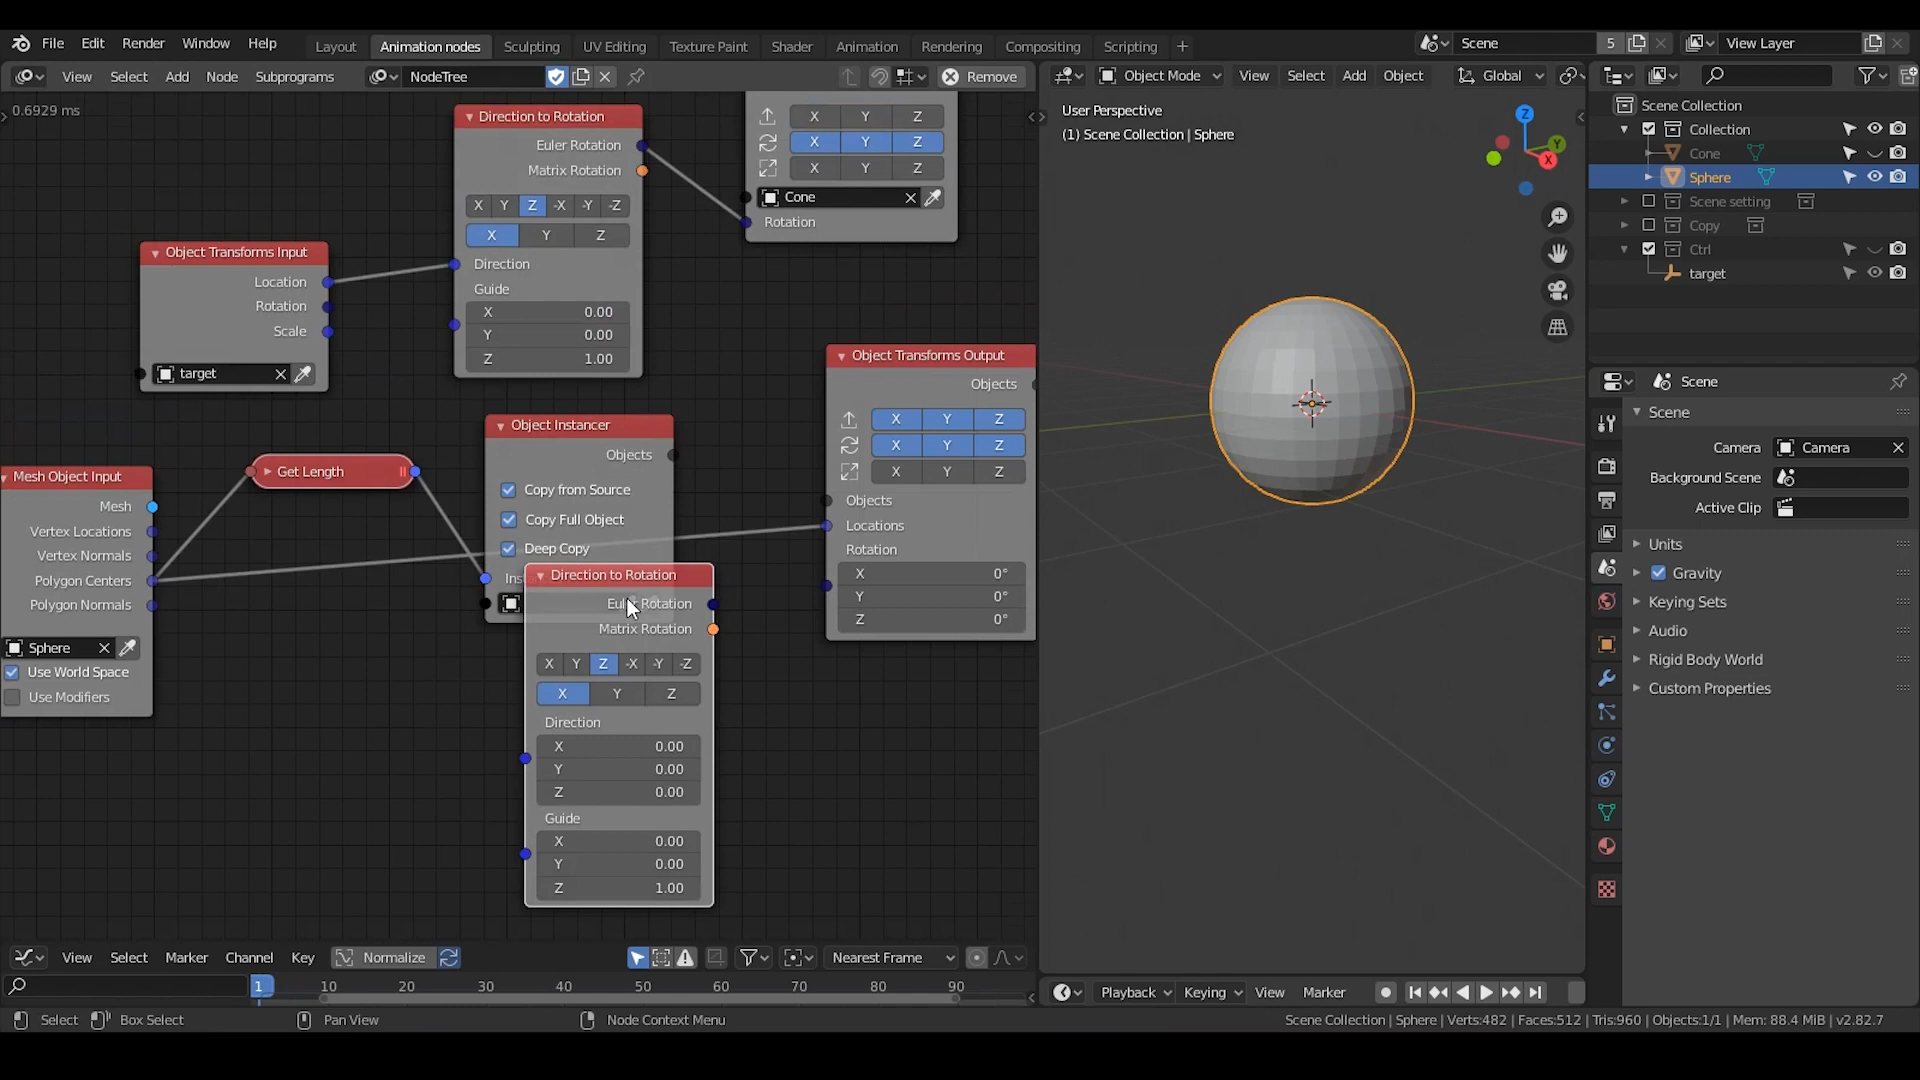 File Edit Render Window Help Layout Animation nodes Sculpting UV Editing Texture Paint Shader Animation Rendering Compositing Scripting + Scene 5 View Layer
View Select Add Node Subprograms NodeTree Remove
Object Mode View Select Add Object Global
0.6929 ms
Direction to Rotation
Euler Rotation
Matrix Rotation
X Y Z -X -Y -Z
X Y Z
Direction
Guide
X 0.00
Y 0.00
Z 1.00
X Y Z
X Y Z
X Y Z
Cone
Rotation
Object Transforms Input
Location
Rotation
Scale
target
Mesh Object Input
Mesh
Vertex Locations
Vertex Normals
Polygon Centers
Polygon Normals
Sphere
Use World Space
Use Modifiers
Get Length
Object Instancer
Objects
Copy from Source
Copy Full Object
Deep Copy
Direction to Rotation
Euler Rotation
Matrix Rotation
X Y Z -X -Y -Z
X Y Z
Direction
X 0.00
Y 0.00
Z 0.00
Guide
X 0.00
Y 0.00
Z 1.00
Object Transforms Output
Objects
X Y Z
X Y Z
X Y Z
Objects
Locations
Rotation
X 0°
Y 0°
Z 0°
User Perspective
(1) Scene Collection | Sphere
Z
Y
X
Scene Collection
Collection
Cone
Sphere
Scene setting
Copy
Ctrl
target
Scene
Scene
Camera Camera
Background Scene
Active Clip
Units
Gravity
Keying Sets
Audio
Rigid Body World
Custom Properties
View Select Marker Channel Key Normalize Nearest Frame
1 10 20 30 40 50 60 70 80 90
Playback Keying View Marker
Select Box Select Pan View Node Context Menu
Scene Collection | Sphere | Verts:482 | Faces:512 | Tris:960 | Objects:1/1 | Mem: 88.4 MiB | v2.82.7